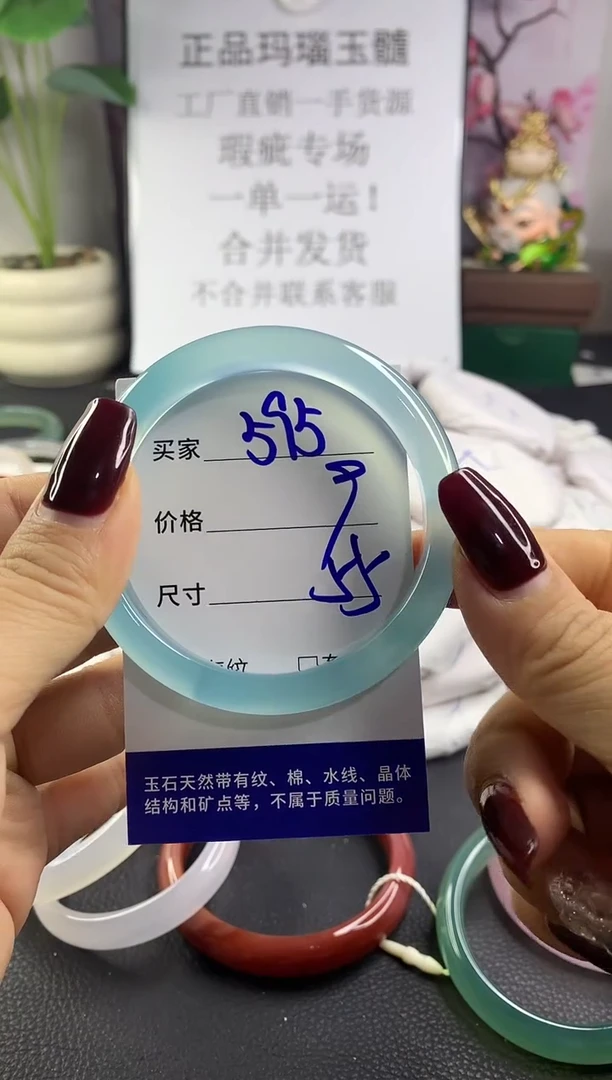 正品玛瑙玉髓
工厂直销一手货源
瑕疵专场
一单一运！
合并发货
不合并联系客服
买家 595
价格
尺寸 55
纹
玉石天然带有纹、棉、水线、晶体
结构和矿点等，不属于质量问题。